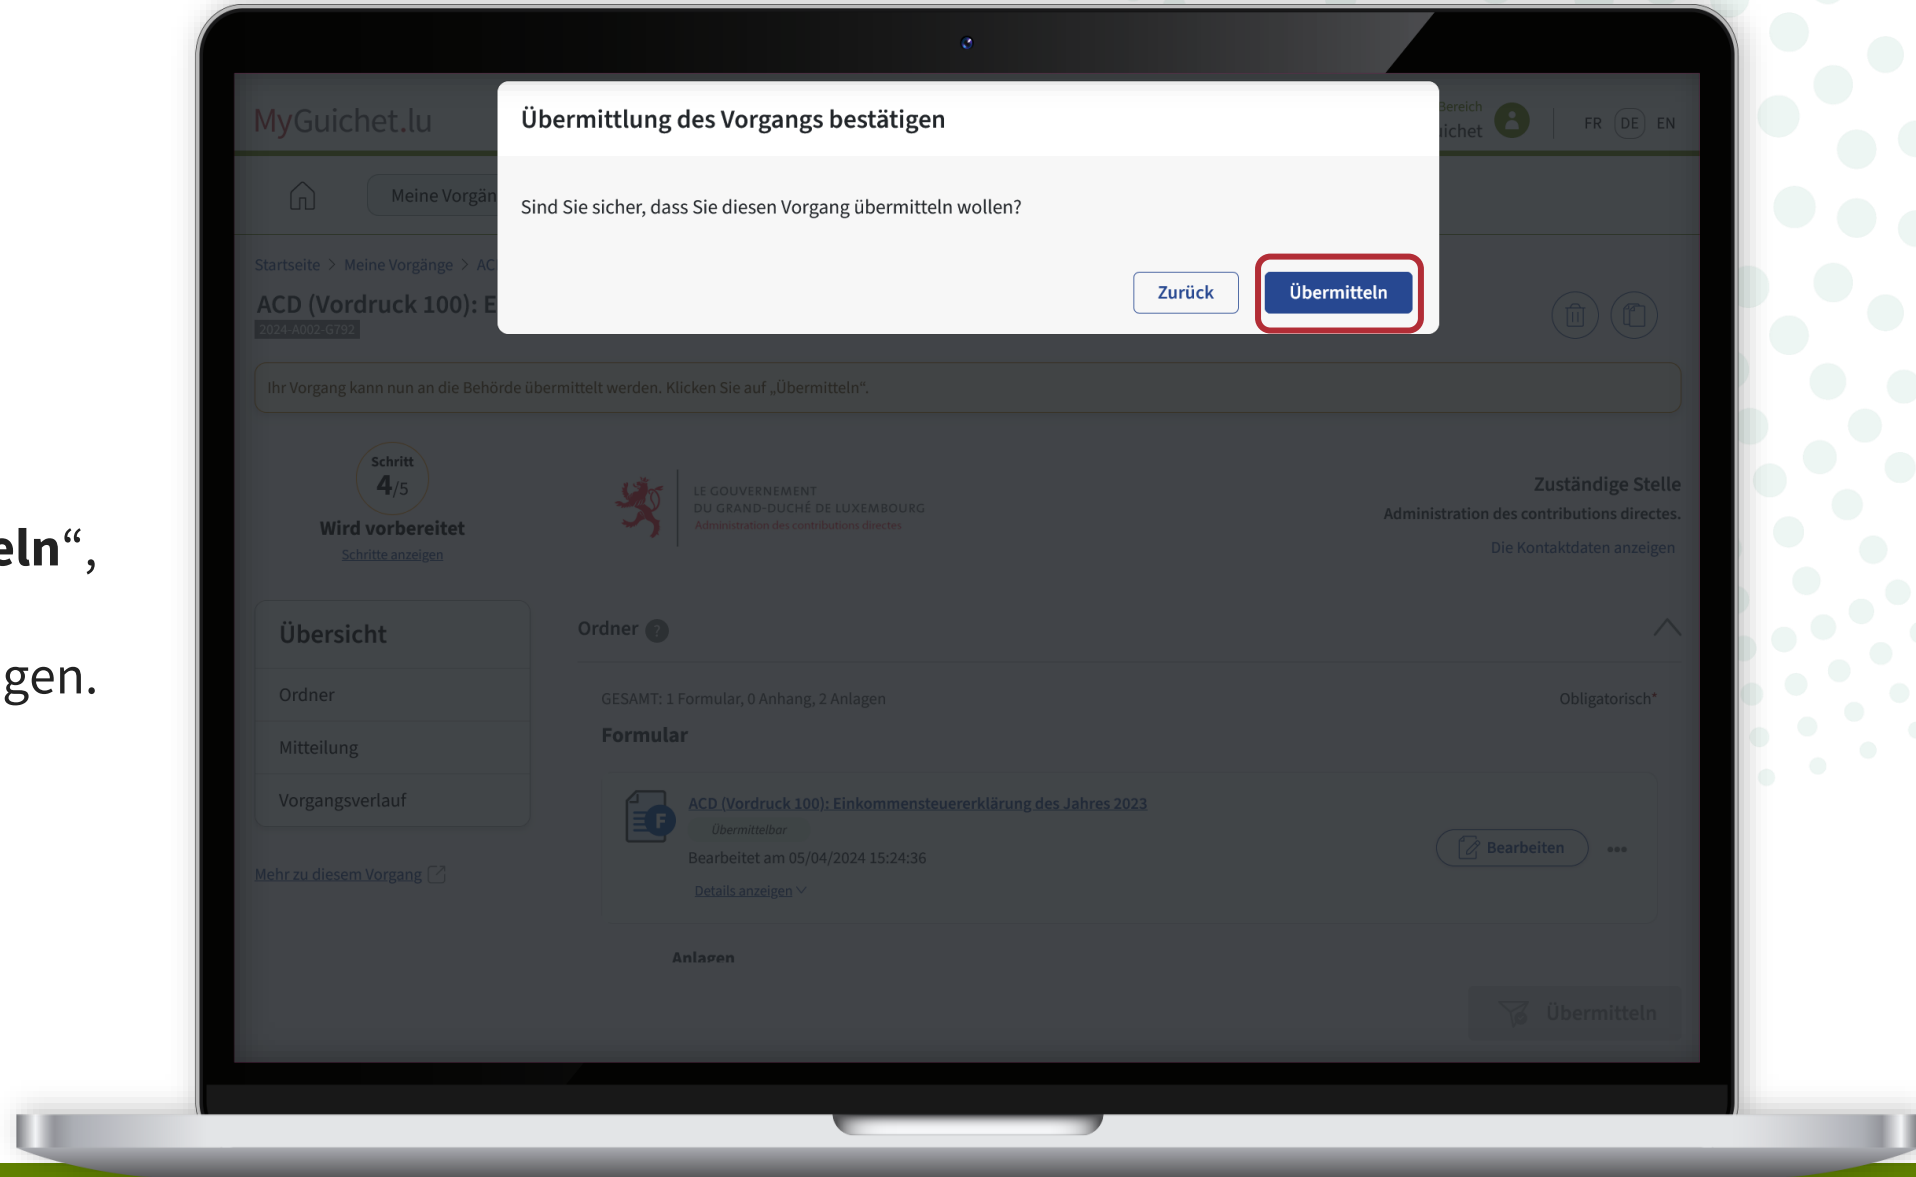 eln“,
gen.
MyGuichet.lu
Bereich
FR DE EN
Meine
Startseite > Meine Vorgänge >
ACD (Vordruck 100):
2024-A002-G792
Übermittlung des Vorgangs bestätigen
Sind Sie sicher, dass Sie diesen Vorgang übermitteln wollen?
Zurück
Übermitteln
Ihr Vorgang kann nun an die Behörde übermittelt werden. Klicken Sie auf „Übermitteln“.
Schritt
4/5
Wird vorbereitet
Schritte anzeigen
LE GOUVERNEMENT
DU GRAND-DUCHÉ DE LUXEMBOURG
Administration des contributions directes
Zuständige Stelle
Administration des contributions directes.
Die Kontaktdaten anzeigen
Übersicht
Ordner
Mitteilung
Vorgangsverlauf
Mehr zu diesem Vorgang
Ordner ?
GESAMT: 1 Formular, 0 Anhang, 2 Anlagen
Obligatorisch*
Formular
F
ACD (Vordruck 100): Einkommensteuererklärung des Jahres 2023
Übermittelbar
Bearbeitet am 05/04/2024 15:24:36
Details anzeigen
Bearbeiten
Anlagen
Übermitteln